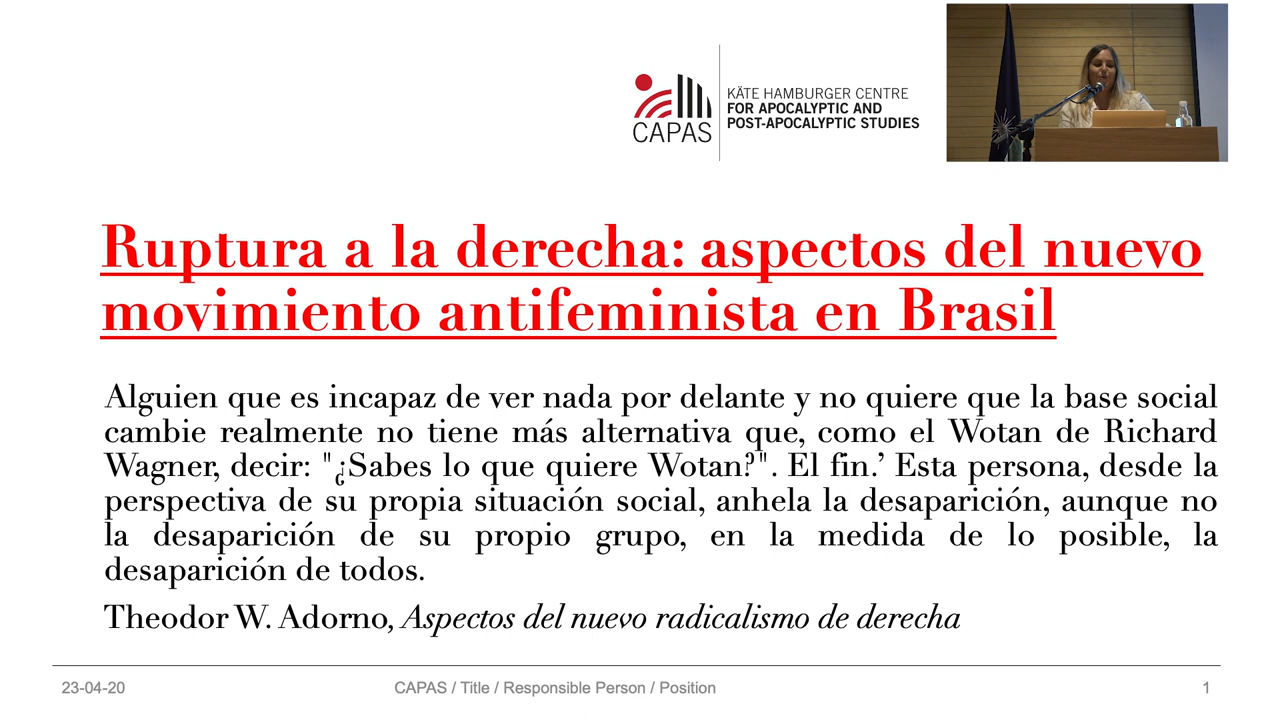 KÄTE HAMBURGER CENTRE
FOR APOCALYPTIC AND
POST-APOCALYPTIC STUDIES
CAPAS
Ruptura a la derecha: aspectos del nuevo
movimiento antifeminista en Brasil
Alguien que es incapaz de ver nada por delante y no quiere que la base social
cambie realmente no tiene más alternativa que, como el Wotan de Richard
Wagner, decir: "¿Sabes lo que quiere Wotan?". El fin.’ Esta persona, desde la
perspectiva de su propia situación social, anhela la desaparición, aunque no
la desaparición de su propio grupo, en la medida de lo posible, la
desaparición de todos.
Theodor W. Adorno, Aspectos del nuevo radicalismo de derecha
23-04-20
CAPAS / Title / Responsible Person / Position
1